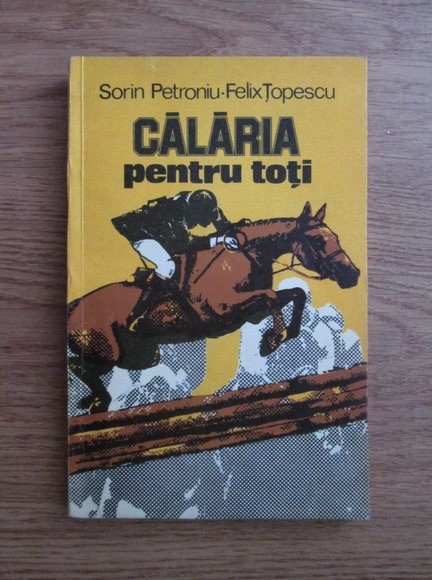 Sorin Petroniu·Felix Țopescu
CĂLĂRIA
pentru toți